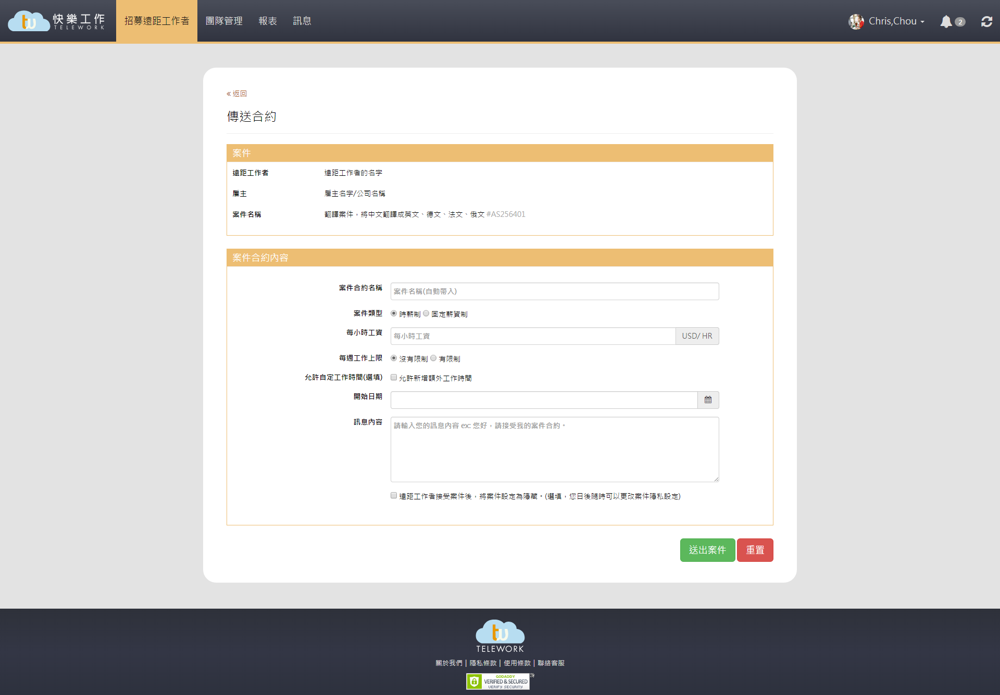 tw 快樂工作 TELEWORK
招募遠距工作者 團隊管理 報表 訊息 Chris,Chou 2
« 返回
傳送合約
案件
遠距工作者 遠距工作者的名字
雇主 雇主名字/公司名稱
案件名稱 翻譯案件，將中文翻譯成英文、德文、法文、俄文 #AS256401
案件合約內容
案件合約名稱 案件名稱(自動帶入)
案件類型 時薪制 固定薪資制
每小時工資 每小時工資 USD/ HR
每週工作上限 沒有限制 有限制
允許自定工作時間(選填) 允許新增額外工作時間
開始日期
訊息內容 請輸入您的訊息內容 ex: 您好，請接受我的案件合約。
遠距工作者接受案件後，將案件設定為隱藏。(選填，您日後隨時可以更改案件隱私設定)
送出案件 重置
tw
TELEWORK
關於我們 | 隱私條款 | 使用條款 | 聯絡客服
GODADDY
VERIFIED & SECURED
VERIFY SECURITY